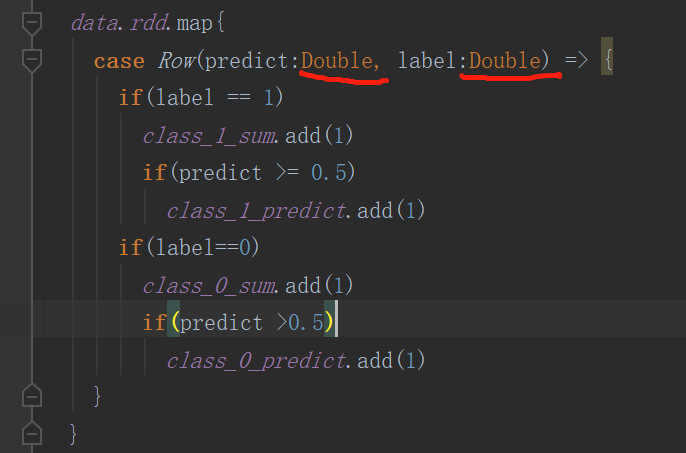 data.rdd.map{
case Row(predict:Double, label:Double) => {
if(label == 1)
class_1_sum.add(1)
if(predict >= 0.5)
class_1_predict.add(1)
if(label==0)
class_0_sum.add(1)
if(predict >0.5)
class_0_predict.add(1)
}
}